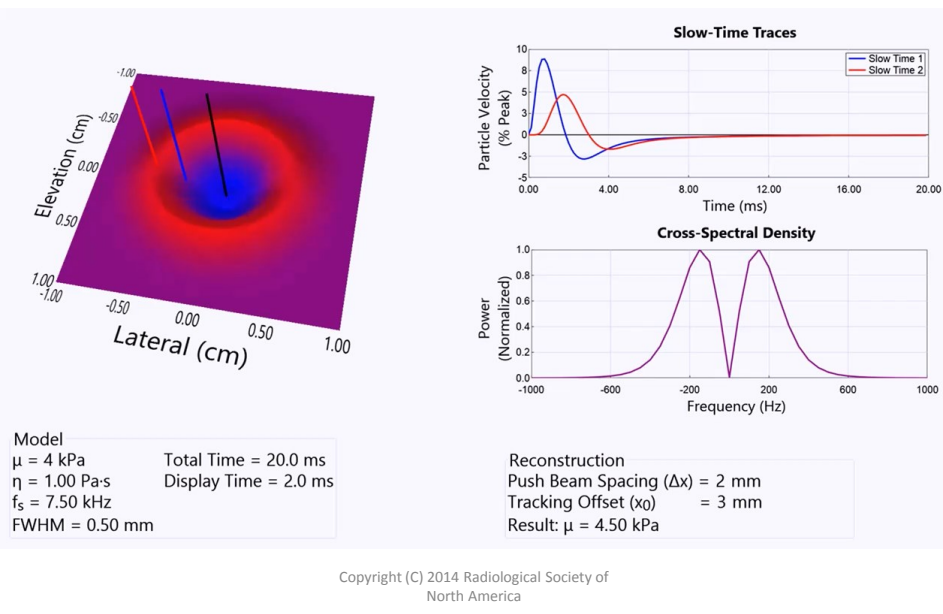 Slow-Time Traces
10
8
5
3
0
-3
-5
Particle Velocity
(% Peak)
Slow Time 1
Slow Time 2
0.00 4.00 8.00 12.00 16.00 20.00
Time (ms)
-1.00
-0.50
0.00
0.50
1.00
Elevation (cm)
-1.00
-0.50
0.00
0.50
1.00
Lateral (cm)
Cross-Spectral Density
1.0
0.8
0.6
0.4
0.2
0.0
Power
(Normalized)
-1000 -600 -200 200 600 1000
Frequency (Hz)
Model
μ = 4 kPa Total Time = 20.0 ms
η = 1.00 Pa·s Display Time = 2.0 ms
fs = 7.50 kHz
FWHM = 0.50 mm
Reconstruction
Push Beam Spacing (Δx) = 2 mm
Tracking Offset (x0) = 3 mm
Result: μ = 4.50 kPa
Copyright (C) 2014 Radiological Society of
North America